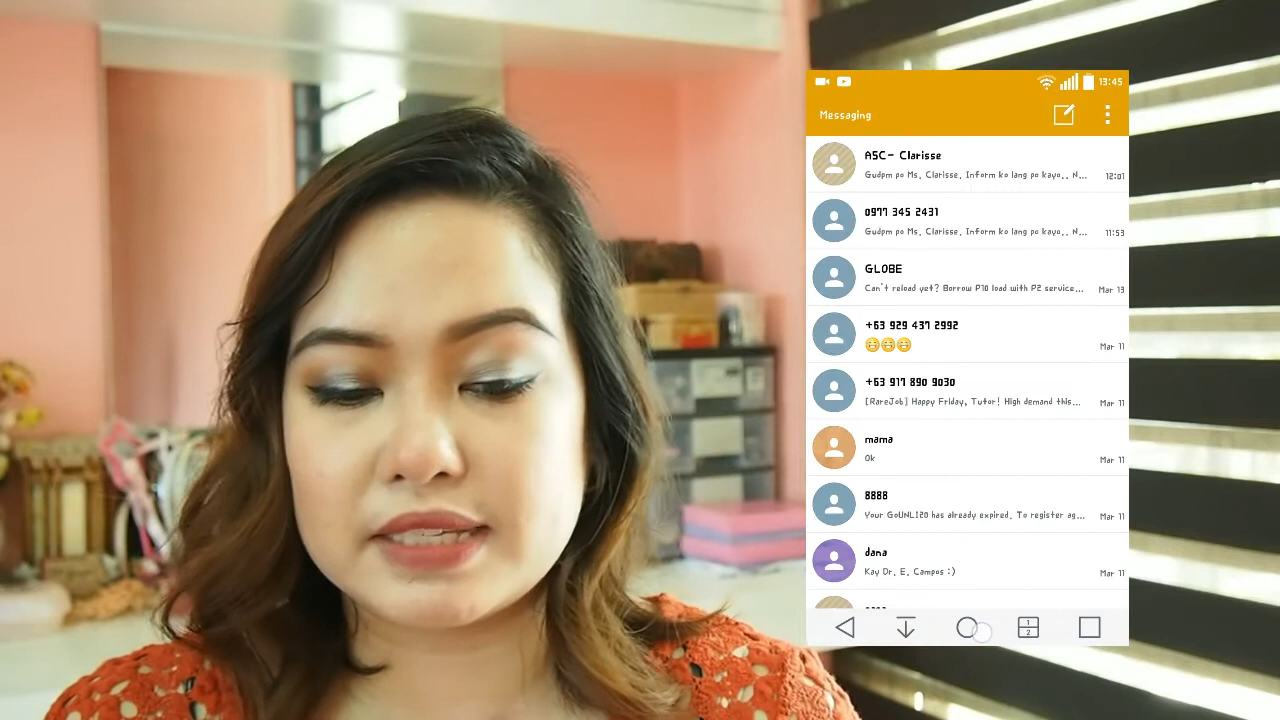 13:45
Messaging
ASC- Clarisse
Gudpm po Ms. Clarisse. Inform ko lang po kayo.. N...
12:01
0977 345 2431
Gudpm po Ms. Clarisse. Inform ko lang po kayo.. N...
11:53
GLOBE
Can't reload yet? Borrow P10 load with P2 service...
Mar 13
+63 929 437 2992
😁😁😁
Mar 11
+63 917 890 9030
[RareJob] Happy Friday, Tutor! High demand this...
Mar 11
mama
Ok
Mar 11
8888
Your GoUNLI20 has already expired. To register ag...
Mar 11
dana
Kay Dr. E. Campos :)
Mar 11
1
2